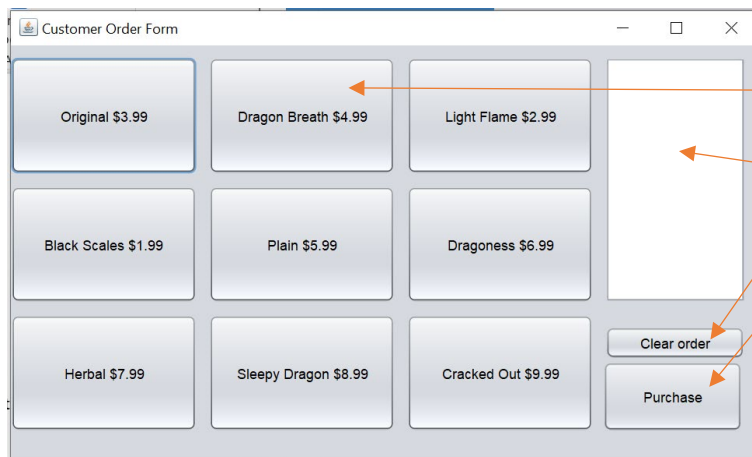 Customer Order Form
Original $3.99
Dragon Breath $4.99
Light Flame $2.99
Black Scales $1.99
Plain $5.99
Dragoness $6.99
Clear order
Herbal $7.99
Sleepy Dragon $8.99
Cracked Out $9.99
Purchase